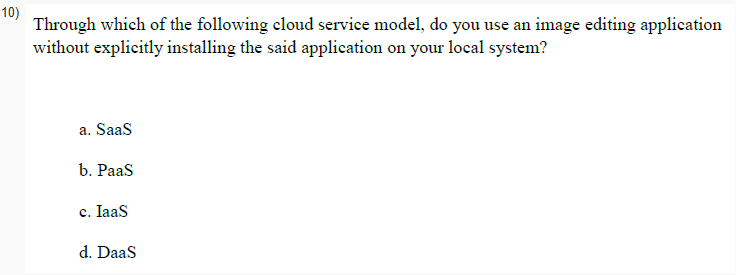 10)
Through which of the following cloud service model, do you use an image editing application
without explicitly installing the said application on your local system?
a. SaaS
b. PaaS
c. IaaS
d. DaaS